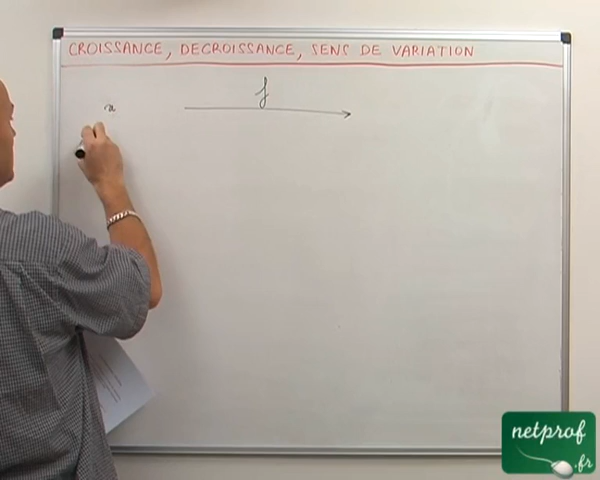 CROISSANCE, DECROISSANCE, SENS DE VARIATION
f
x
netprof
.fr